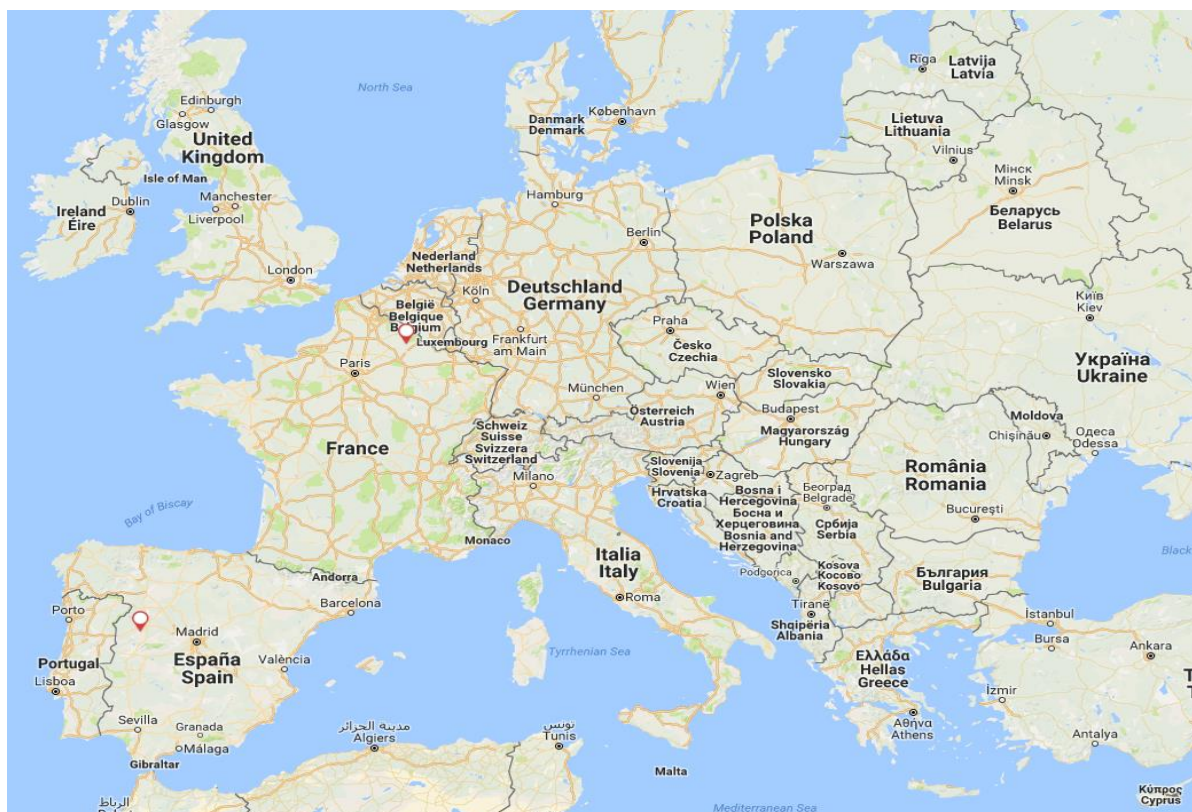 Rīga
Latvija
Latvia
North Sea
Edinburgh
Glasgow
København
Danmark
Denmark
Lietuva
Lithuania
United
Kingdom
Vilnius
Мінск
Minsk
Isle of Man
Manchester
Dublin
Liverpool
Hamburg
Ireland
Éire
Беларусь
Belarus
Polska
Poland
Berlin
Warszawa
London
Nederland
Netherlands
Köln
Deutschland
Germany
België
Belgique
Belgium
Київ
Kiev
Praha
Luxembourg
Frankfurt
am Main
Česko
Czechia
Paris
Україна
Ukraine
Slovensko
Slovakia
München
Wien
Österreich
Austria
Budapest
Magyarország
Hungary
Moldova
Chișinău
Одеса
Odessa
Schweiz
Suisse
Svizzera
Switzerland
France
Milano
Slovenija
Slovenia
Zagreb
Hrvatska
Croatia
Bosna i
Hercegovina
Босна и
Херцеговина
Bosnia and
Herzegovina
Београд
Belgrade
Србија
Serbia
România
Romania
București
Bay of Biscay
Monaco
Italia
Italy
Black
Andorra
Podgorica
Kosova
Косово
Kosovo
България
Bulgaria
Porto
Barcelona
Roma
Tiranë
Shqipëria
Albania
İstanbul
Bursa
Ankara
Madrid
España
Spain
València
Portugal
Lisboa
Tyrrhenian Sea
Ελλάδα
Hellas
Greece
İzmir
Sevilla
Granada
Málaga
Gibraltar
مدينة الجزائر
Algiers
تونس
Tunis
Αθήνα
Athens
Antalya
Malta
الرباط
Mediterranean Sea
Κύπρος
Cyprus